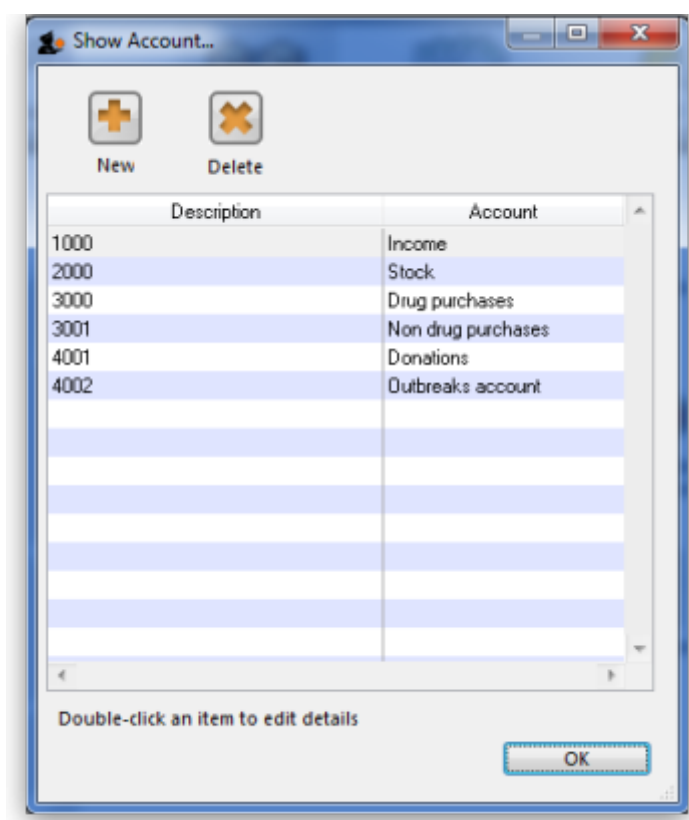 Show Account...
New Delete
Description Account
1000 Income
2000 Stock
3000 Drug purchases
3001 Non drug purchases
4001 Donations
4002 Outbreaks account
Double-click an item to edit details
OK